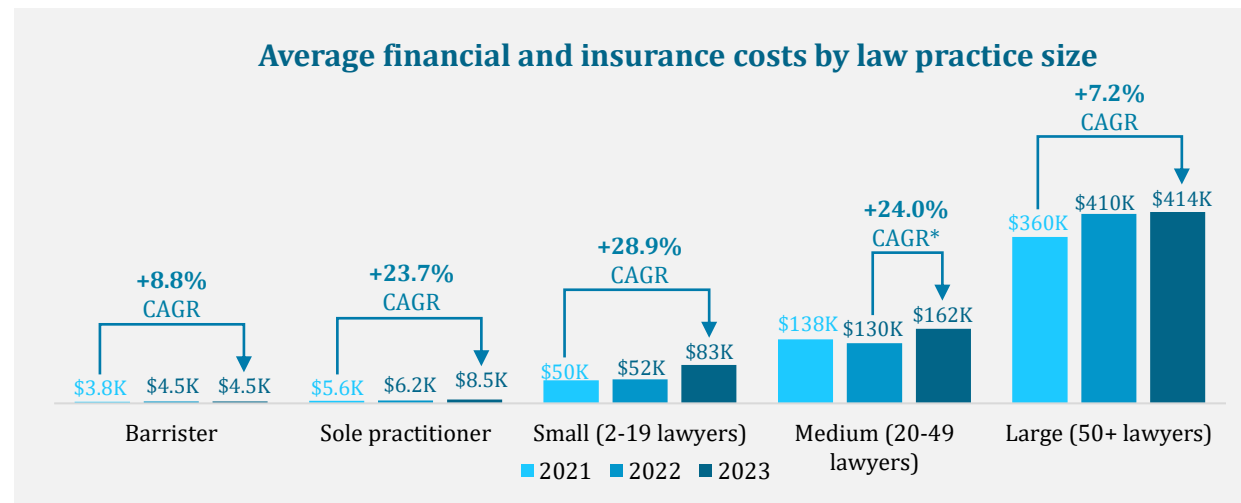 Average financial and insurance costs by law practice size
+8.8%
CAGR
$3.8K
$4.5K
$4.5K
Barrister
+23.7%
CAGR
$5.6K
$6.2K
$8.5K
Sole practitioner
+28.9%
CAGR
$50K
$52K
$83K
Small (2-19 lawyers)
+24.0%
CAGR*
$138K
$130K
$162K
Medium (20-49
lawyers)
+7.2%
CAGR
$360K
$410K
$414K
Large (50+ lawyers)
2021 2022 2023